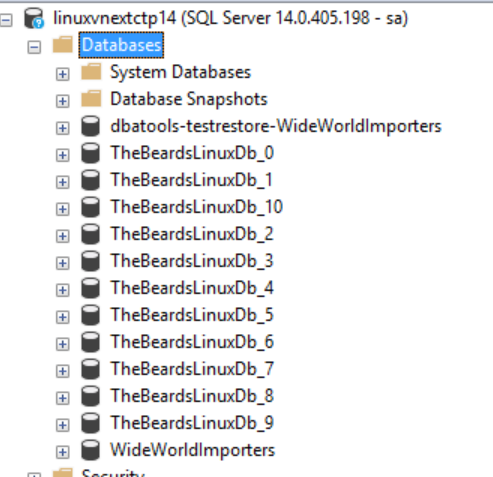 linuxvnextctp14 (SQL Server 14.0.405.198 - sa)
Databases
System Databases
Database Snapshots
dbatools-testrestore-WideWorldImporters
TheBeardsLinuxDb_0
TheBeardsLinuxDb_1
TheBeardsLinuxDb_10
TheBeardsLinuxDb_2
TheBeardsLinuxDb_3
TheBeardsLinuxDb_4
TheBeardsLinuxDb_5
TheBeardsLinuxDb_6
TheBeardsLinuxDb_7
TheBeardsLinuxDb_8
TheBeardsLinuxDb_9
WideWorldImporters
Security